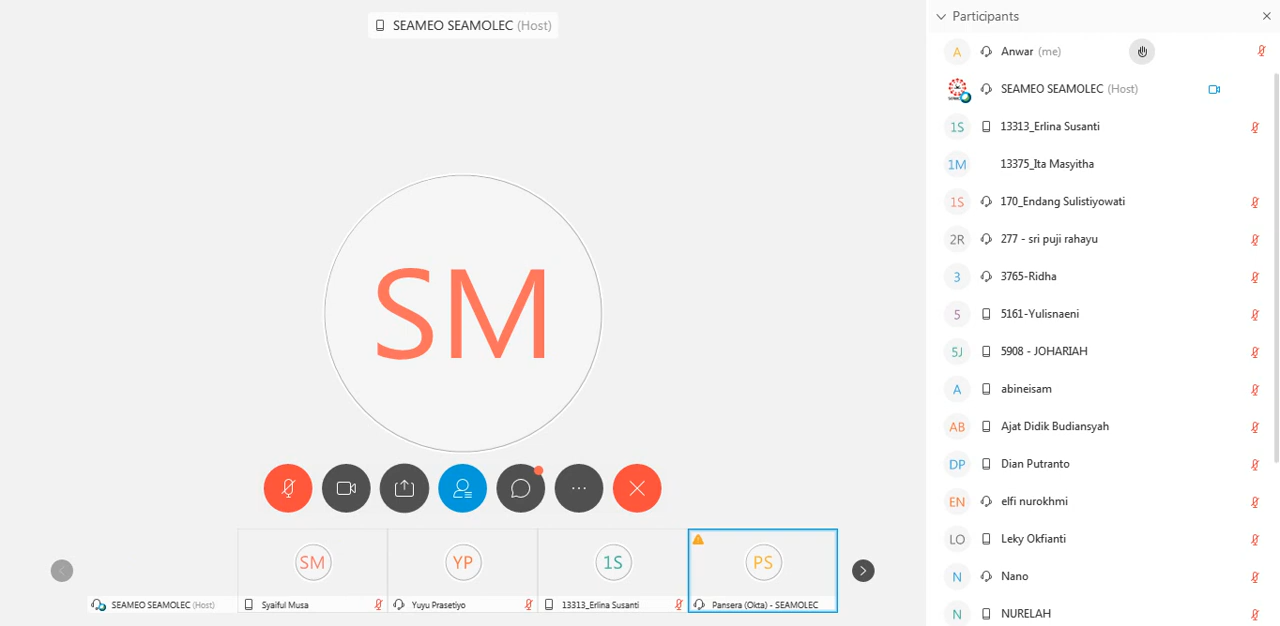 SEAMEO SEAMOLEC (Host)
SM
SM
YP
1S
PS
SEAMEO SEAMOLEC (Host)
Syaiful Musa
Yuyu Prasetiyo
13313_Erlina Susanti
Pansera (Okta) - SEAMOLEC
Participants
A Anwar (me)
SEAMEO SEAMOLEC (Host)
1S 13313_Erlina Susanti
1M 13375_Ita Masyitha
1S 170_Endang Sulistiyowati
2R 277 - sri puji rahayu
3 3765-Ridha
5 5161-Yulisnaeni
5J 5908 - JOHARIAH
A abineisam
AB Ajat Didik Budiansyah
DP Dian Putranto
EN elfi nurokhmi
LO Leky Okfianti
N Nano
N NURELAH